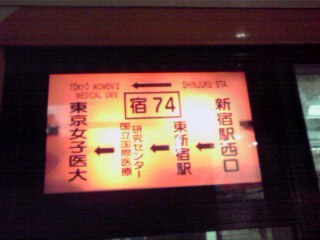 TOKYO WOMEN'S
MEDICAL UNIV.
SHINJUKU STA.
宿74
新宿駅西口
東新宿駅
国立国際医療
研究センター
東京女子医大